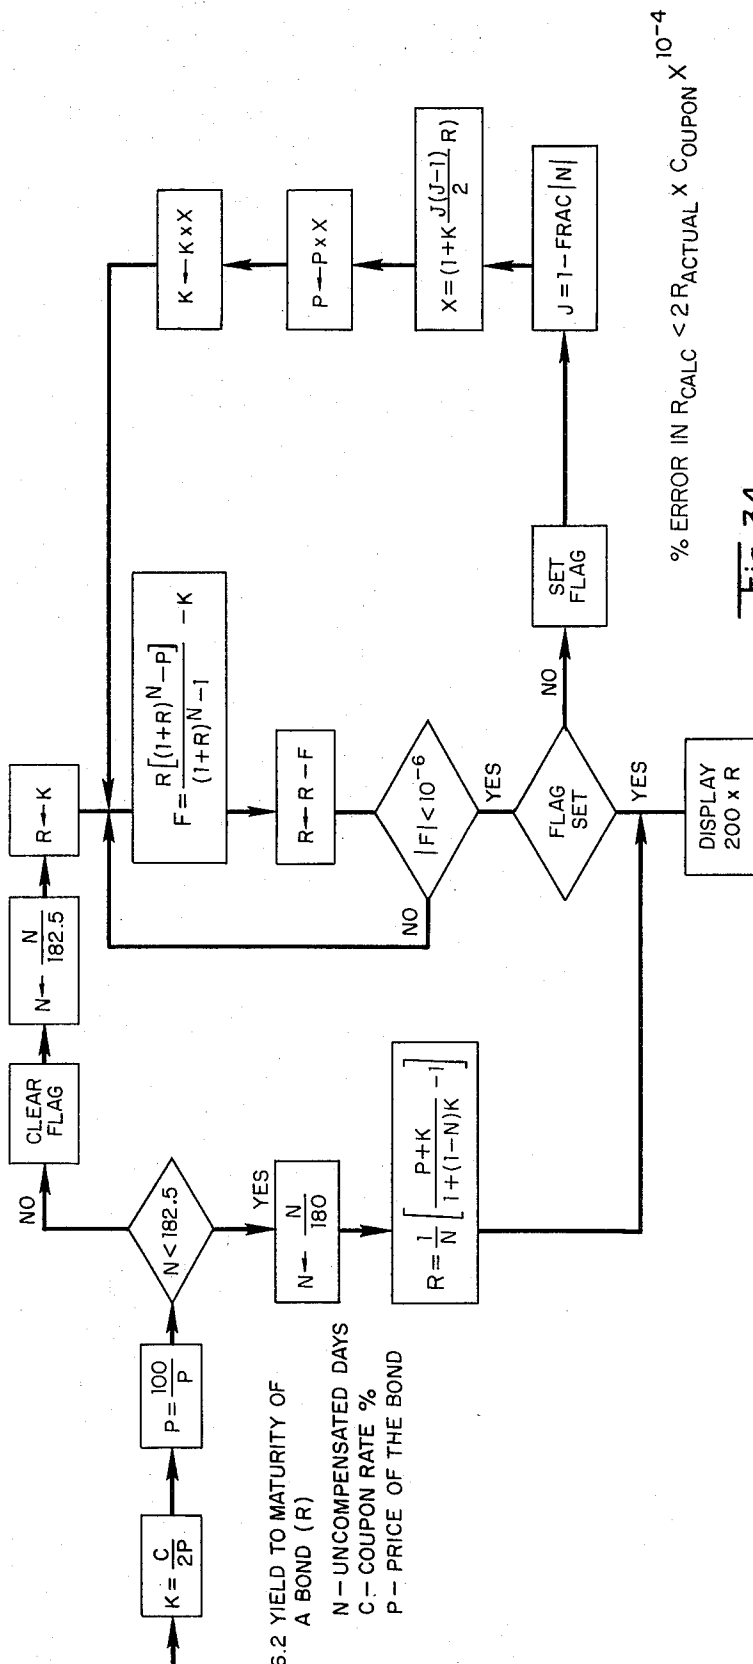 K = C/2P
P = 100/P
N < 182.5
NO
CLEAR
FLAG
N ← N/182.5
R ← K
F = R[(1+R)^N − P]/((1+R)^N − 1) − K
R ← R − F
|F| < 10^-6
NO
YES
FLAG
SET
NO
SET
FLAG
J = 1 − FRAC |N|
X = (1 + K J(J−1)/2 R)
P ← P x X
K ← K x X
YES
N ← N/180
R = 1/N [(P+K)/(1+(1−N)K) − 1]
YES
DISPLAY
200 x R
6.2 YIELD TO MATURITY OF
A BOND (R)
N – UNCOMPENSATED DAYS
C – COUPON RATE %
P – PRICE OF THE BOND
% ERROR IN R_CALC < 2 R_ACTUAL X C_OUPON X 10^-4